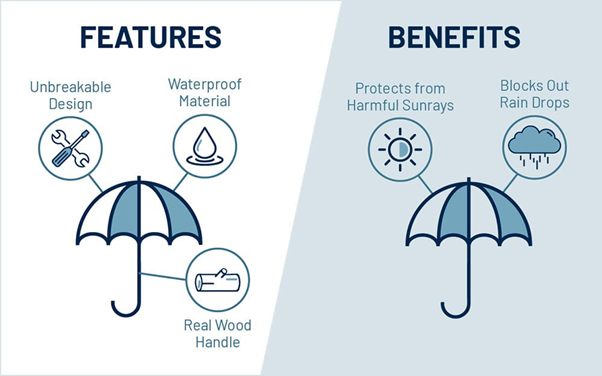 FEATURES
Unbreakable
Design
Waterproof
Material
Real Wood
Handle
BENEFITS
Protects from
Harmful Sunrays
Blocks Out
Rain Drops